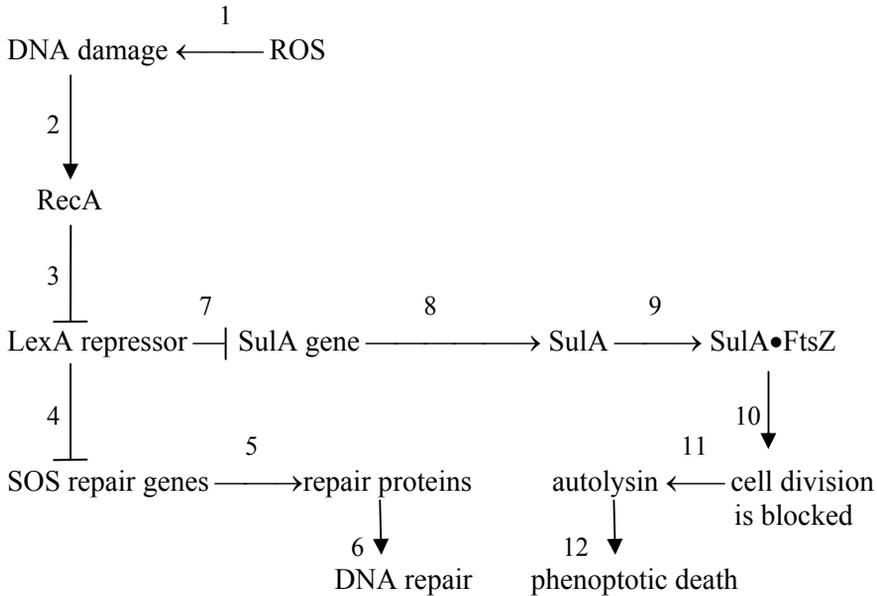 1
DNA damage ROS
2
RecA
3 7 8 9
LexA repressor SulA gene SulA SulA•FtsZ
4 5 11 10
SOS repair genes repair proteins autolysin cell division
is blocked
6 12
DNA repair phenoptotic death